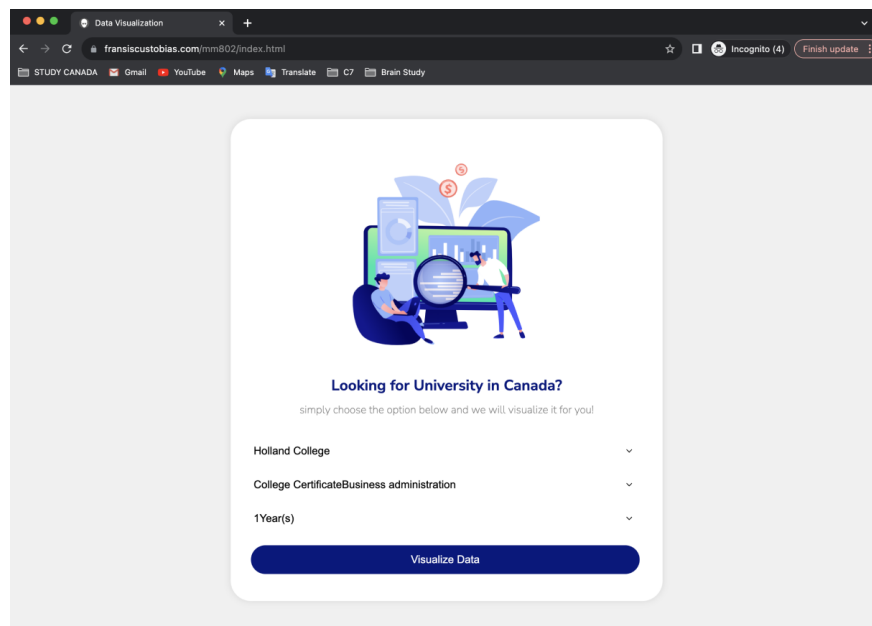 Data Visualization
fransiscustobias.com/mm802/index.html
Incognito (4)
Finish update
STUDY CANADA
Gmail
YouTube
Maps
Translate
C7
Brain Study
$
$
Looking for University in Canada?
simply choose the option below and we will visualize it for you!
Holland College
College CertificateBusiness administration
1Year(s)
Visualize Data